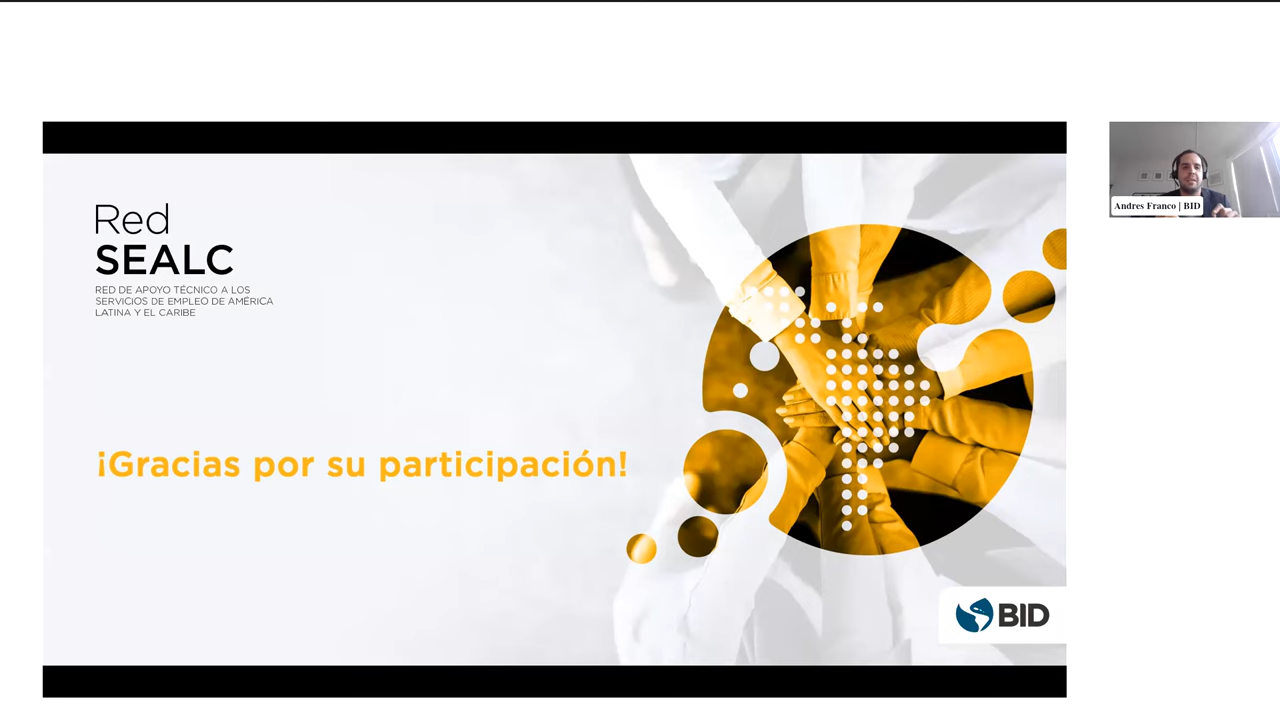 Red
SEALC
RED DE APOYO TÉCNICO A LOS
SERVICIOS DE EMPLEO DE AMÉRICA
LATINA Y EL CARIBE
¡Gracias por su participación!
BID
Andres Franco | BID